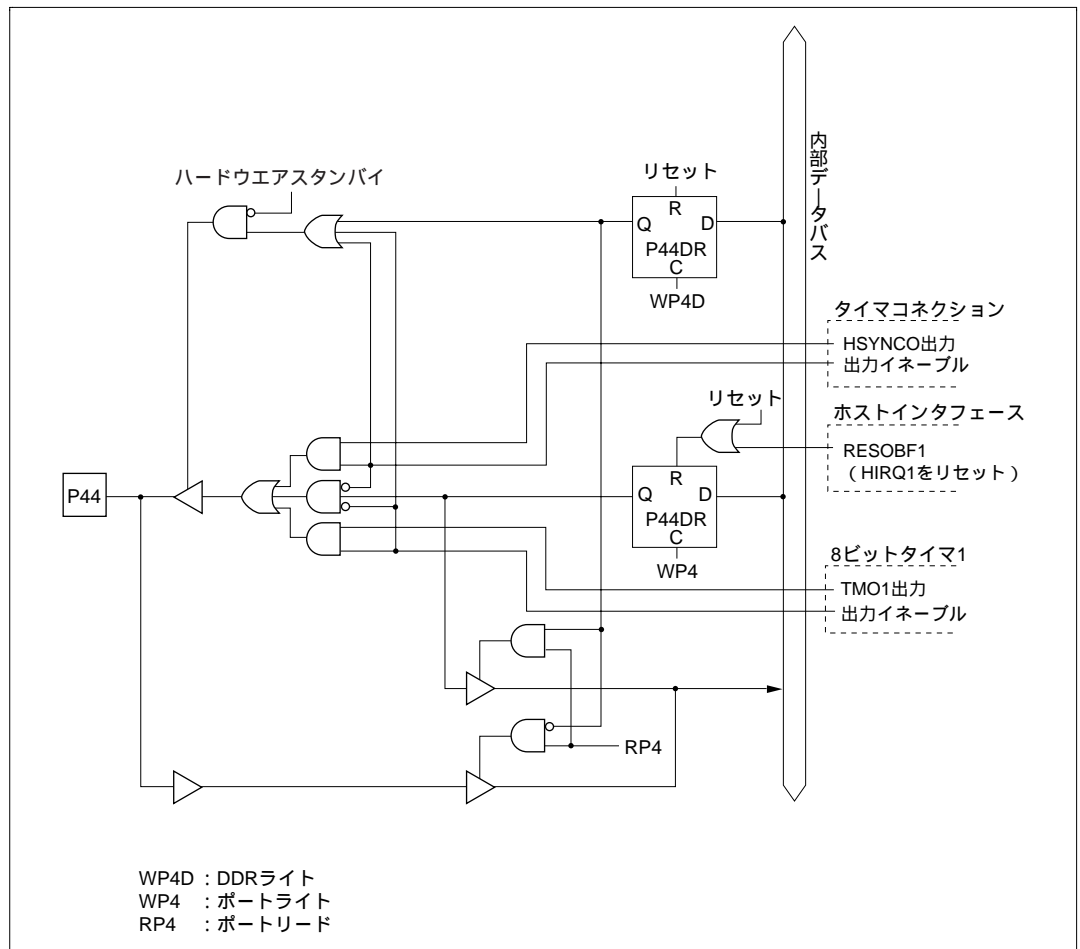 ハードウエアスタンバイ
リセット
R
Q D
P44DR
C
WP4D
内部データバス
タイマコネクション
HSYNCO出力
出力イネーブル
リセット
ホストインタフェース
RESOBF1
（HIRQ1をリセット）
P44
R
Q D
P44DR
C
WP4
8ビットタイマ1
TMO1出力
出力イネーブル
RP4
WP4D ：DDRライト
WP4 ：ポートライト
RP4 ：ポートリード